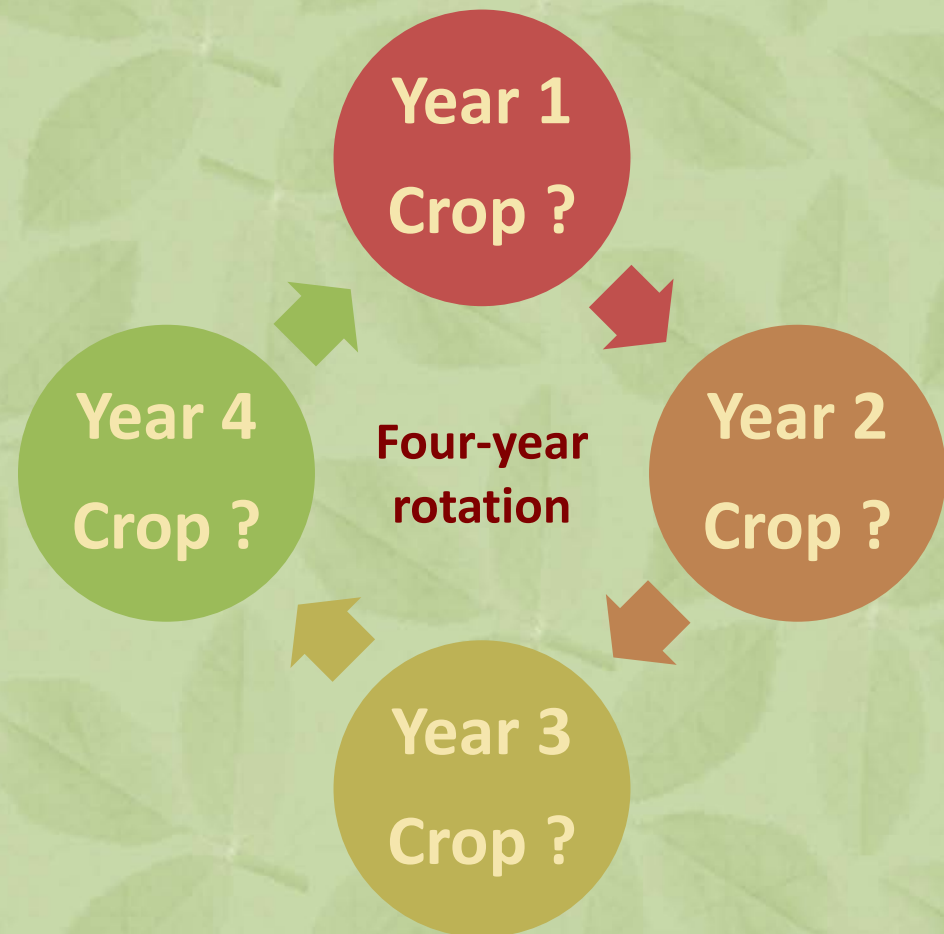 Year 1
Crop ?
Year 2
Crop ?
Year 3
Crop ?
Year 4
Crop ?
Four-year
rotation